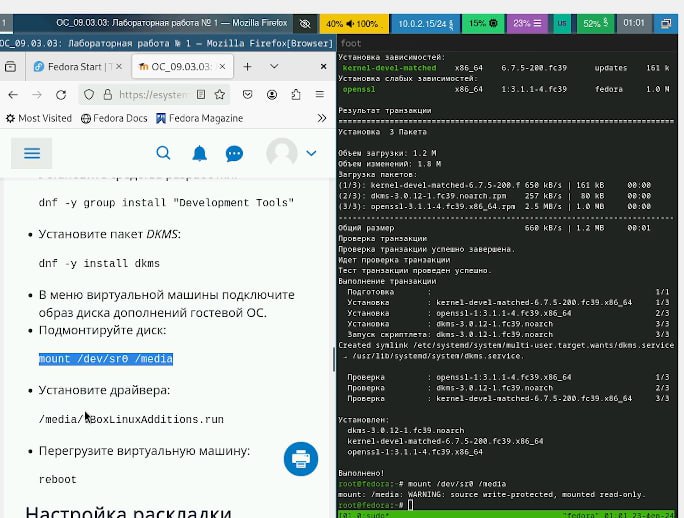 1
ОС_09.03.03: Лабораторная работа № 1 — Mozilla Firefox
40% 100%
10.0.2.15/24
15%
23%
us
52%
01:01
ОС_09.03.03: Лабораторная работа № 1 — Mozilla Firefox[Browser]
Fedora Start | T
ОС_09.03.03:
https://esystem
Most Visited
Fedora Docs
Fedora Magazine
dnf -y group install "Development Tools"
Установите пакет DKMS:
dnf -y install dkms
В меню виртуальной машины подключите
образ диска дополнений гостевой ОС.
Подмонтируйте диск:
mount /dev/sr0 /media
Установите драйвера:
/media/VBoxLinuxAdditions.run
Перегрузите виртуальную машину:
reboot
Настройка раскладки
foot
Установка зависимостей:
kernel-devel-matched x86_64 6.7.5-200.fc39 updates 161 k
Установка слабых зависимостей:
openssl x86_64 1:3.1.1-4.fc39 fedora 1.0 M
Результат транзакции
Установка 3 Пакета
Объем загрузки: 1.2 M
Объем изменений: 1.8 M
Загрузка пакетов:
(1/3): kernel-devel-matched-6.7.5-200.f 650 kB/s | 161 kB 00:00
(2/3): dkms-3.0.12-1.fc39.noarch.rpm 257 kB/s | 80 kB 00:00
(3/3): openssl-3.1.1-4.fc39.x86_64.rpm 2.5 MB/s | 1.0 MB 00:00
Общий размер 660 kB/s | 1.2 MB 00:01
Проверка транзакции
Проверка транзакции успешно завершена.
Идет проверка транзакции
Тест транзакции проведен успешно.
Выполнение транзакции
Подготовка : 1/1
Установка : kernel-devel-matched-6.7.5-200.fc39.x86_64 1/3
Установка : openssl-1:3.1.1-4.fc39.x86_64 2/3
Установка : dkms-3.0.12-1.fc39.noarch 3/3
Запуск скриптлета: dkms-3.0.12-1.fc39.noarch 3/3
Created symlink /etc/systemd/system/multi-user.target.wants/dkms.service
→ /usr/lib/systemd/system/dkms.service.
Проверка : openssl-1:3.1.1-4.fc39.x86_64 1/3
Проверка : dkms-3.0.12-1.fc39.noarch 2/3
Проверка : kernel-devel-matched-6.7.5-200.fc39.x86_64 3/3
Установлен:
dkms-3.0.12-1.fc39.noarch
kernel-devel-matched-6.7.5-200.fc39.x86_64
openssl-1:3.1.1-4.fc39.x86_64
Выполнено!
root@fedora:~# mount /dev/sr0 /media
mount: /media: WARNING: source write-protected, mounted read-only.
root@fedora:~#
[0] 0:sudo* "fedora" 01:01 23-фев-24